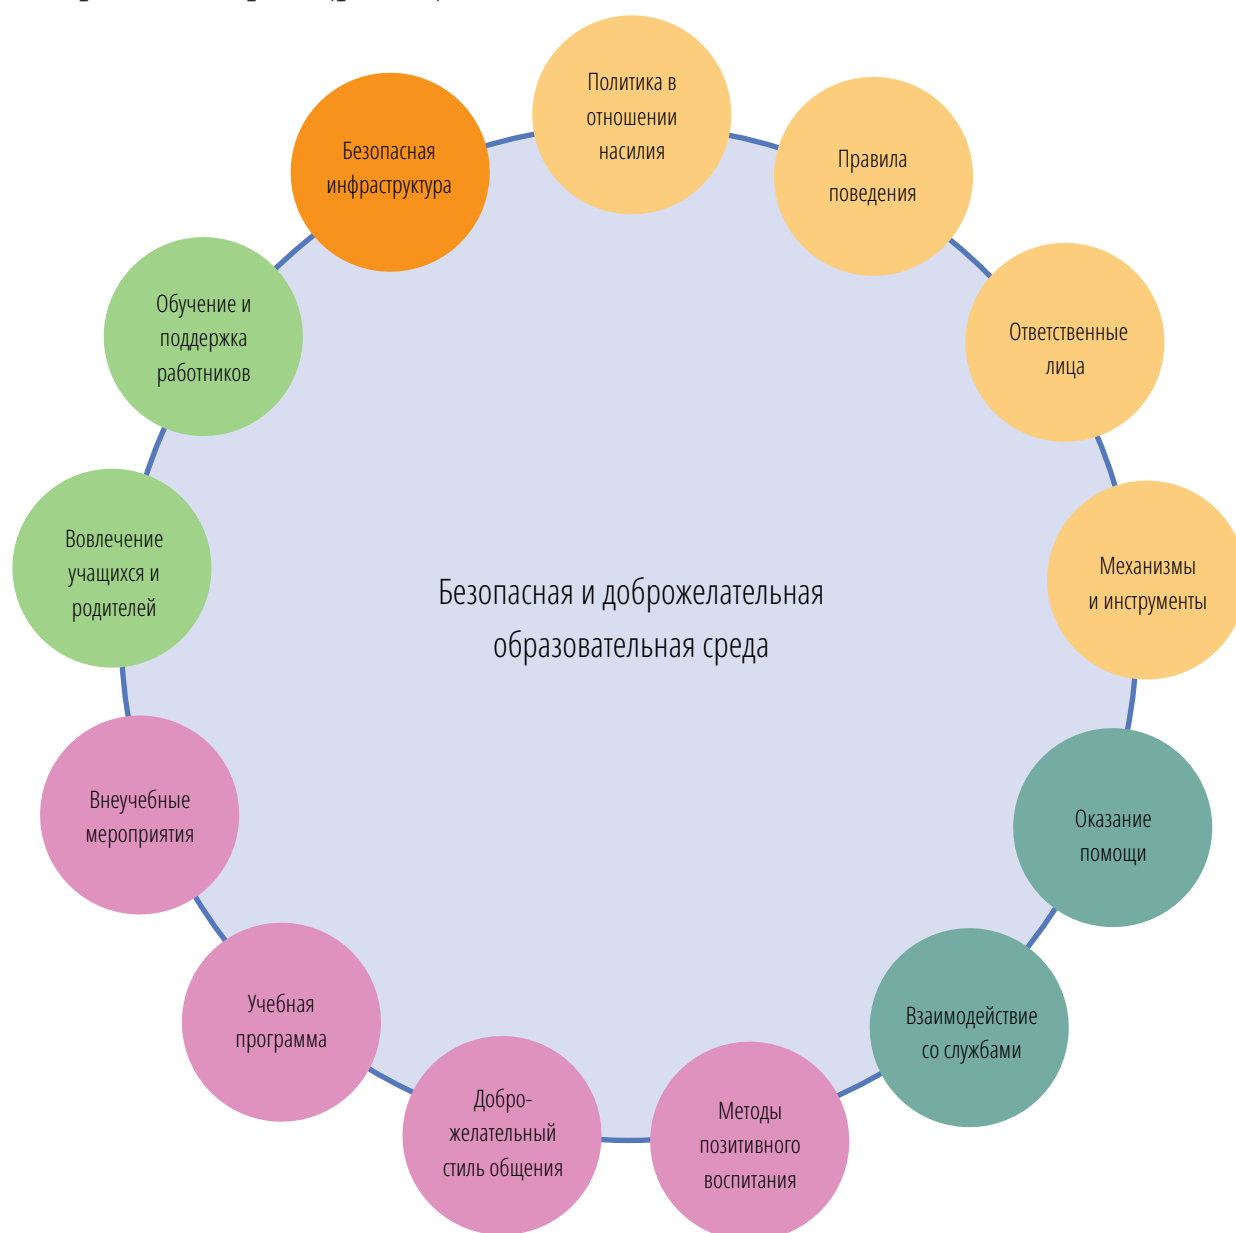 Политика в
отношении
насилия
Правила
поведения
Ответственные
лица
Механизмы
и инструменты
Оказание
помощи
Взаимодействие
со службами
Методы
позитивного
воспитания
Добро-
желательный
стиль общения
Учебная
программа
Внеучебные
мероприятия
Вовлечение
учащихся и
родителей
Обучение и
поддержка
работников
Безопасная
инфраструктура
Безопасная и доброжелательная
образовательная среда